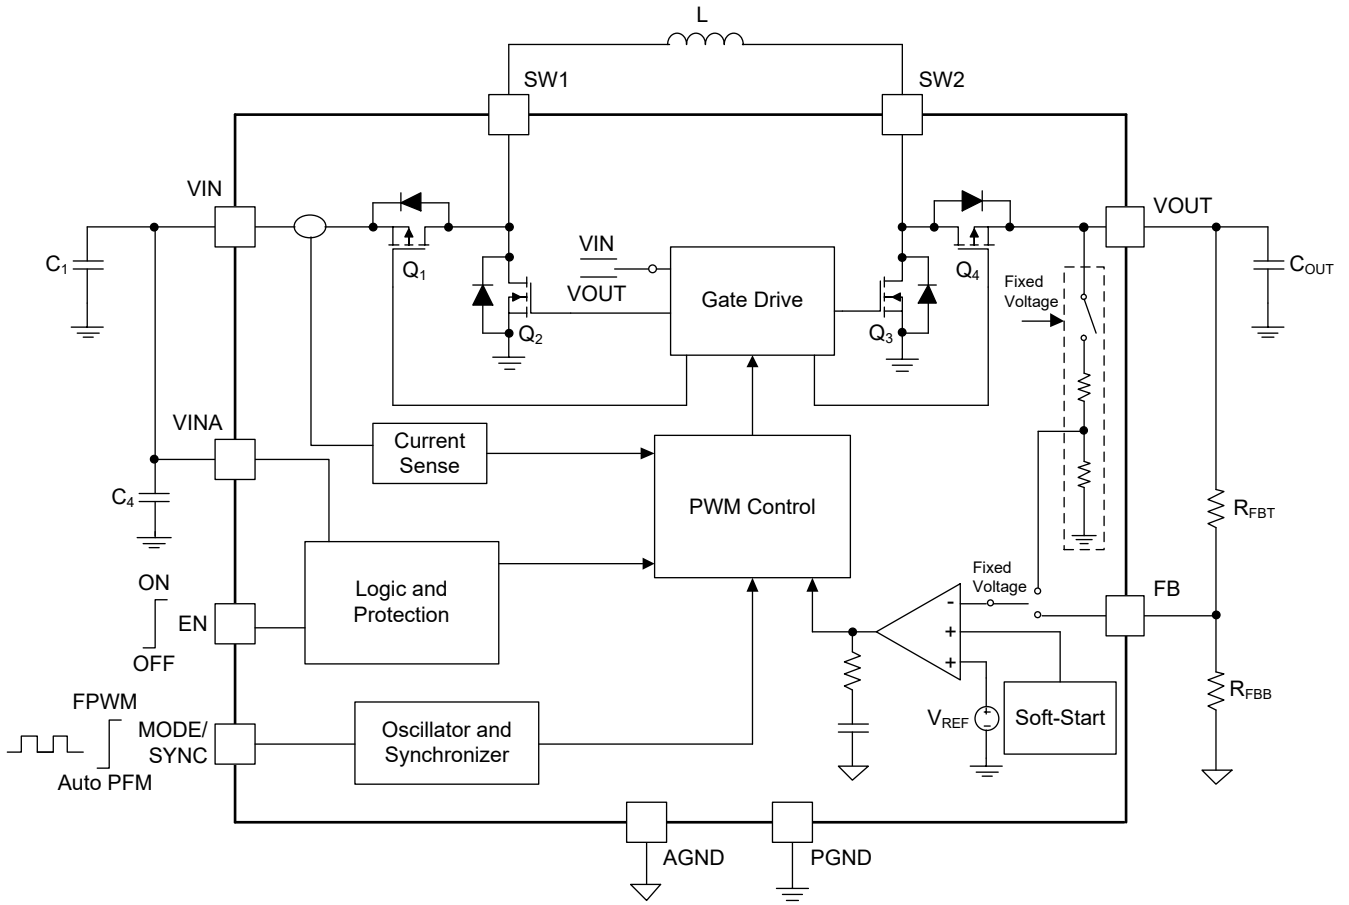 L
SW1
SW2
VIN
VOUT
C1
Q1
VIN
VOUT
Gate Drive
Q2
Q3
Q4
Fixed
Voltage
COUT
VINA
Current
Sense
C4
PWM Control
RFBT
ON
OFF
EN
Logic and
Protection
Fixed
Voltage
FB
-
+
+
RFBB
FPWM
Auto PFM
MODE/
SYNC
Oscillator and
Synchronizer
VREF
+
–
Soft-Start
AGND
PGND